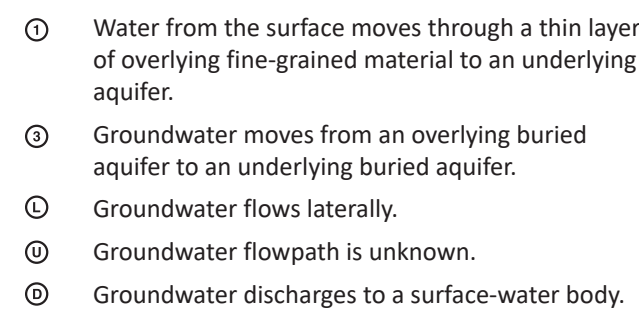 ① Water from the surface moves through a thin layer
of overlying fine-grained material to an underlying
aquifer.
③ Groundwater moves from an overlying buried
aquifer to an underlying buried aquifer.
Ⓛ Groundwater flows laterally.
Ⓤ Groundwater flowpath is unknown.
Ⓓ Groundwater discharges to a surface-water body.